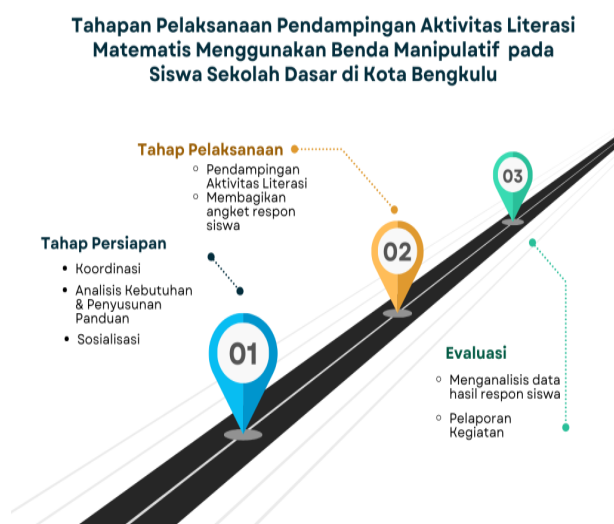 Tahapan Pelaksanaan Pendampingan Aktivitas Literasi
Matematis Menggunakan Benda Manipulatif pada
Siswa Sekolah Dasar di Kota Bengkulu
Tahap Persiapan
Koordinasi
Analisis Kebutuhan
& Penyusunan
Panduan
Sosialisasi
01
Tahap Pelaksanaan
Pendampingan
Aktivitas Literasi
Membagikan
angket respon
siswa
02
03
Evaluasi
Menganalisis data
hasil respon siswa
Pelaporan
Kegiatan